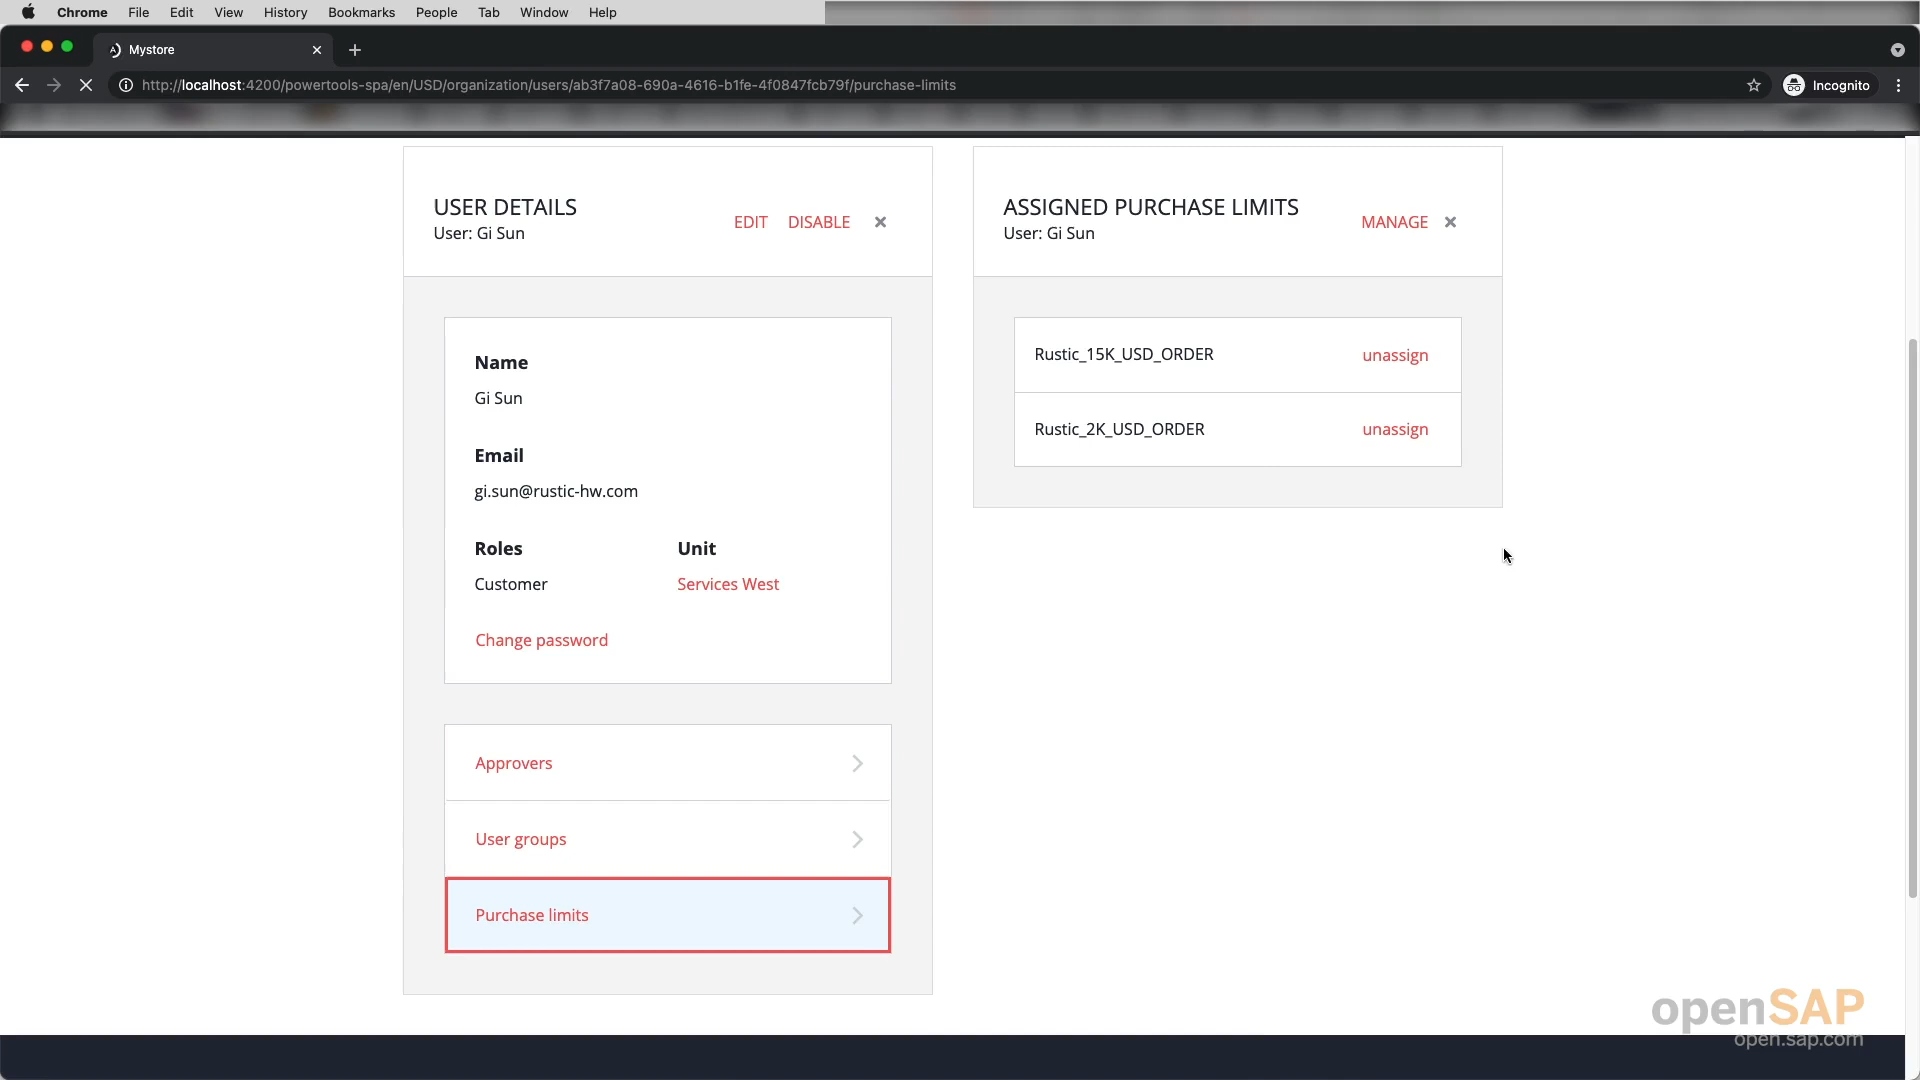 Chrome File Edit View History Bookmarks People Tab Window Help
Mystore
http://localhost:4200/powertools-spa/en/USD/organization/users/ab3f7a08-690a-4616-b1fe-4f0847fcb79f/purchase-limits
Incognito
USER DETAILS
User: Gi Sun
EDIT DISABLE
Name
Gi Sun
Email
gi.sun@rustic-hw.com
Roles Unit
Customer Services West
Change password
Approvers
User groups
Purchase limits
ASSIGNED PURCHASE LIMITS
User: Gi Sun
MANAGE
Rustic_15K_USD_ORDER unassign
Rustic_2K_USD_ORDER unassign
openSAP
open.sap.com